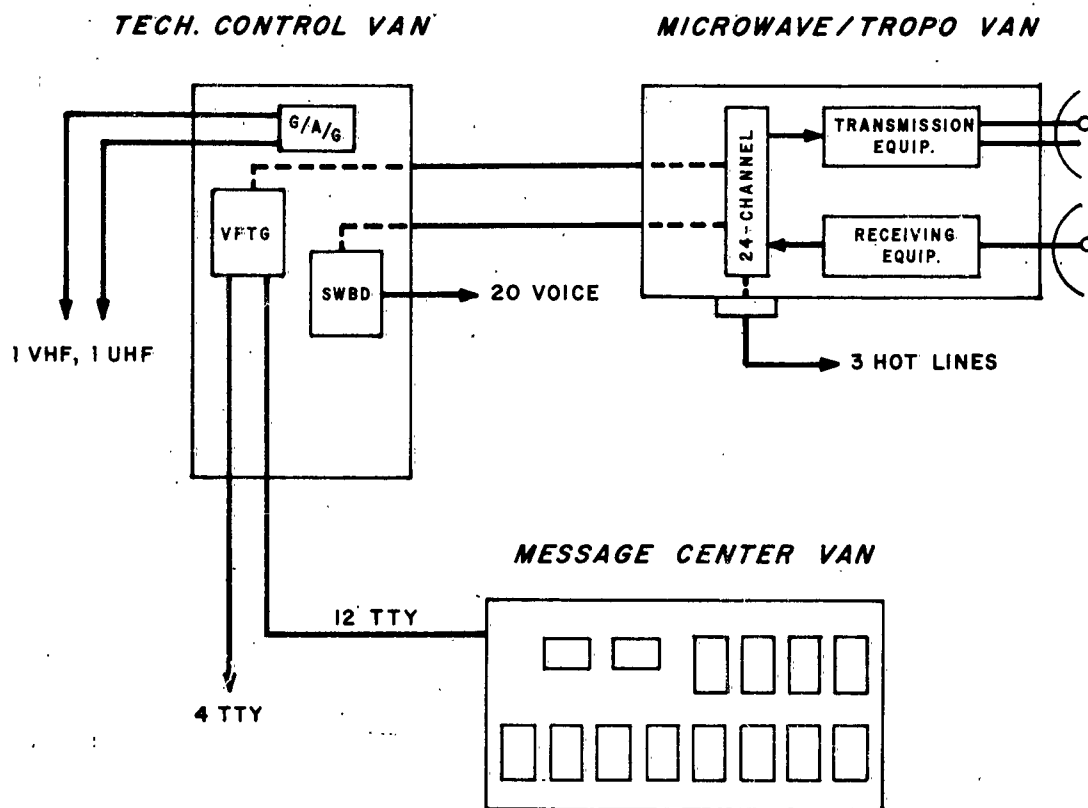 TECH. CONTROL VAN
MICROWAVE/TROPO VAN
G/A/G
VFTG
SWBD
20 VOICE
1 VHF, 1 UHF
24-CHANNEL
TRANSMISSION
EQUIP.
RECEIVING
EQUIP.
3 HOT LINES
MESSAGE CENTER VAN
12 TTY
4 TTY